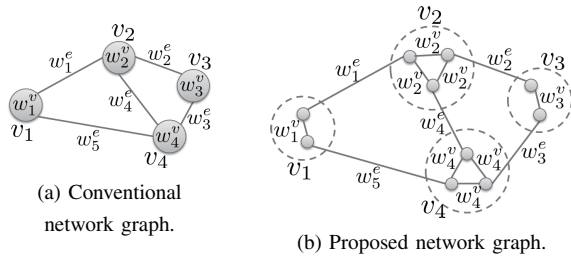 v_2
w_1^e
w_2^v
w_2^e
v_3
w_3^v
w_1^v
w_4^e
w_3^e
v_1
w_5^e
w_4^v
v_4
(a) Conventional
network graph.
v_2
w_2^v
w_1^e
w_2^e
w_2^v
w_2^v
v_3
w_3^v
w_1^v
w_4^e
v_1
w_4^v
w_4^v
w_3^e
w_5^e
w_4^v
v_4
(b) Proposed network graph.